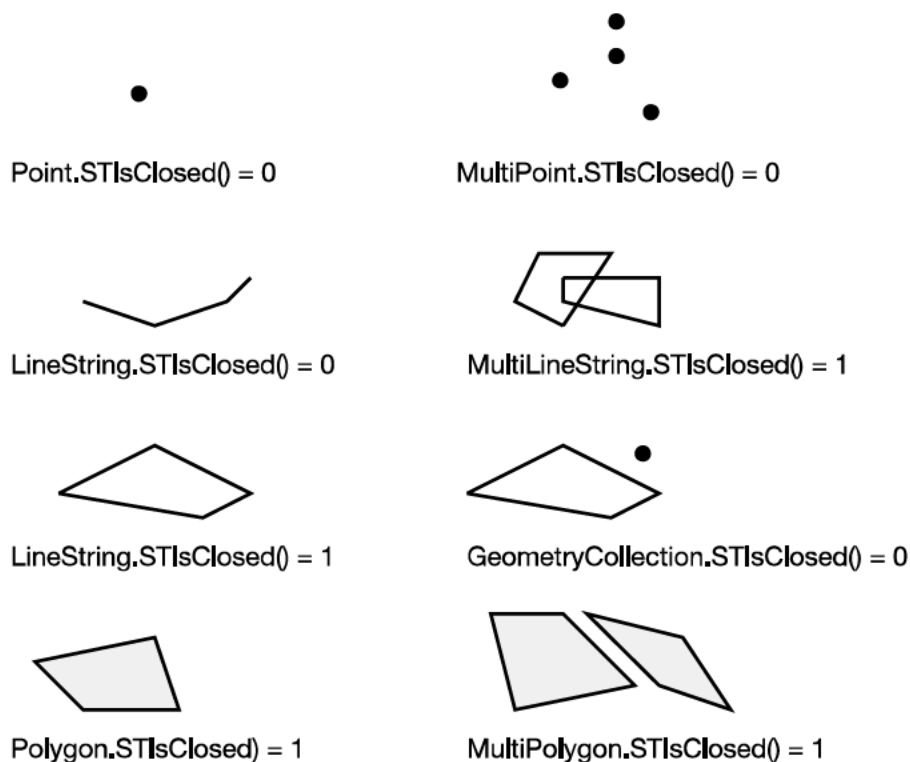 Point.STIsClosed() = 0
MultiPoint.STIsClosed() = 0
LineString.STIsClosed() = 0
MultiLineString.STIsClosed() = 1
LineString.STIsClosed() = 1
GeometryCollection.STIsClosed() = 0
Polygon.STIsClosed) = 1
MultiPolygon.STIsClosed() = 1